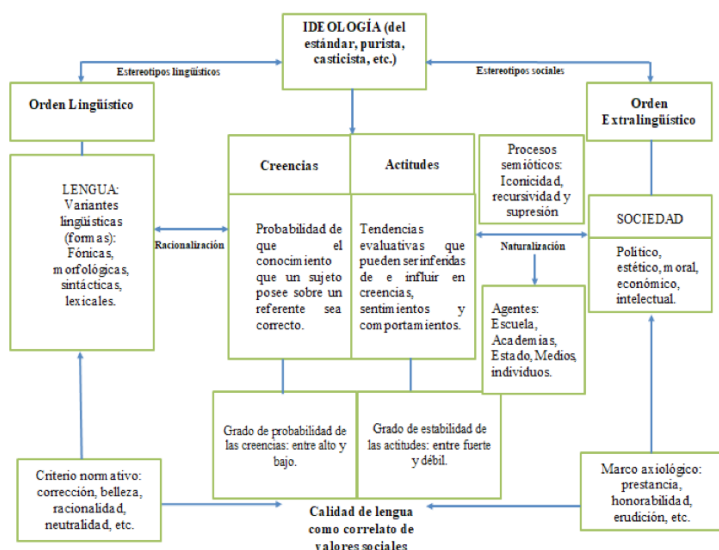 IDEOLOGÍA (del
estándar, purista,
casticista, etc.)
Estereotipos lingüísticos
Estereotipos sociales
Orden Lingüístico
Orden
Extralingüístico
Creencias
Actitudes
Procesos
semióticos:
Iconicidad,
recursividad y
supresión
LENGUA:
Variantes
lingüísticas
(formas):
Fónicas,
morfológicas,
sintácticas,
lexicales.
Racionalización
Probabilidad de
que el
conocimiento
que un sujeto
posee sobre un
referente sea
correcto.
Tendencias
evaluativas que
pueden ser inferidas
de e influir en
creencias,
sentimientos y
comportamientos.
Naturalización
SOCIEDAD
Político,
estético, moral,
económico,
intelectual.
Agentes:
Escuela,
Academias,
Estado, Medios,
individuos.
Grado de probabilidad de
las creencias: entre alto y
bajo.
Grado de estabilidad de
las actitudes: entre fuerte
y débil.
Criterio normativo:
corrección, belleza,
racionalidad,
neutralidad, etc.
Calidad de lengua
como correlato de
valores sociales
Marco axiológico:
prestancia,
honorabilidad,
erudición, etc.